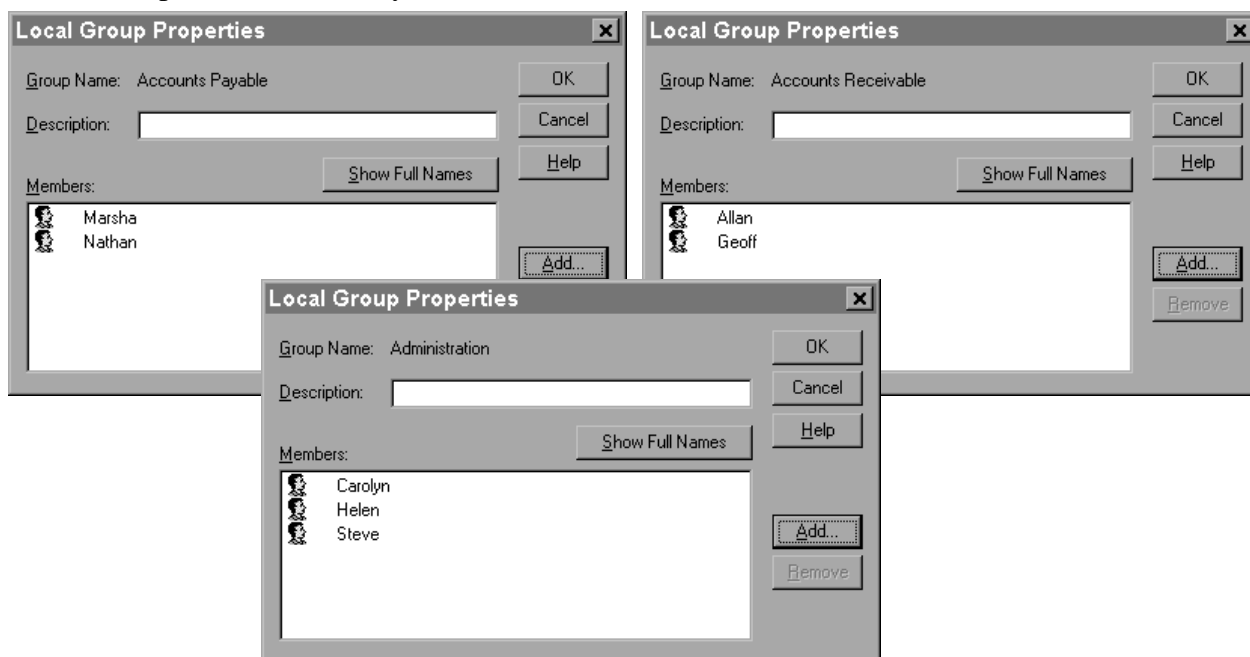 Local Group Properties
Group Name: Accounts Payable
OK
Description:
Cancel
Show Full Names
Help
Members:
Marsha
Nathan
Add...
Local Group Properties
Group Name: Accounts Receivable
OK
Description:
Cancel
Show Full Names
Help
Members:
Allan
Geoff
Add...
Remove
Local Group Properties
Group Name: Administration
OK
Description:
Cancel
Show Full Names
Help
Members:
Carolyn
Helen
Steve
Add...
Remove